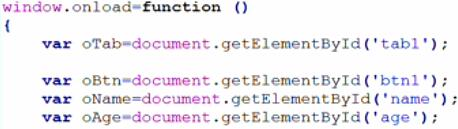 window.onload=function ()
{
    var oTab=document.getElementById('tab1');

    var oBtn=document.getElementById('btn1');
    var oName=document.getElementById('name');
    var oAge=document.getElementById('age');